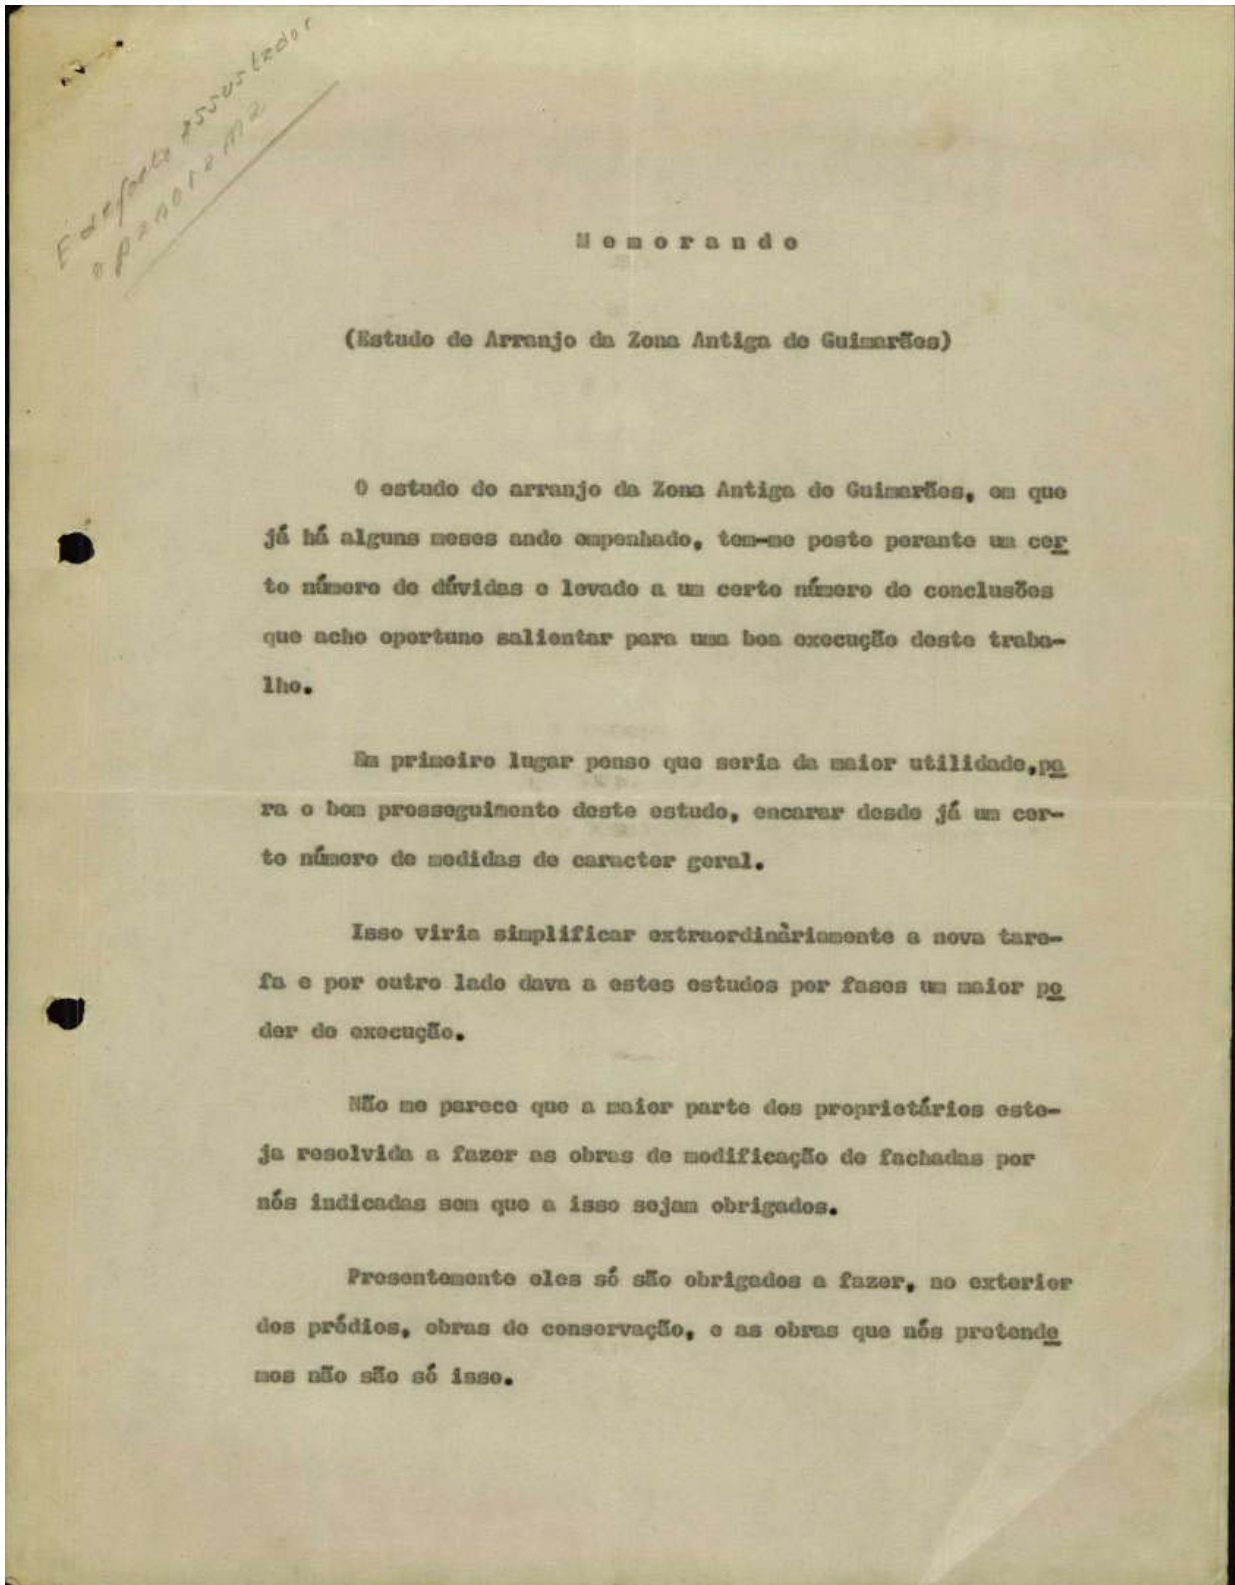 É de facto assustador
o panorama
Memorando
(Estudo de Arranjo da Zona Antiga de Guimarães)
O estudo de arranjo da Zona Antiga de Guimarães, em que
já há alguns meses ando empenhado, tem-me posto perante um cer
to número de dúvidas e levado a um certo número de conclusões
que acho oportuno salientar para uma boa execução deste traba-
lho.
Em primeiro lugar penso que seria da maior utilidade,pa
ra o bom prosseguimento deste estudo, encarar desde já um cer-
to número de medidas de caracter geral.
Isso viria simplificar extraordinàriamente a nova tare-
fa e por outro lado dava a estes estudos por fases um maior po
der de execução.
Não me parece que a maior parte dos proprietários este-
ja resolvida a fazer as obras de modificação de fachadas por
nós indicadas sem que a isso sejam obrigados.
Presentemente eles só são obrigados a fazer, no exterior
dos prédios, obras de conservação, e as obras que nós pretende
mos não são só isso.